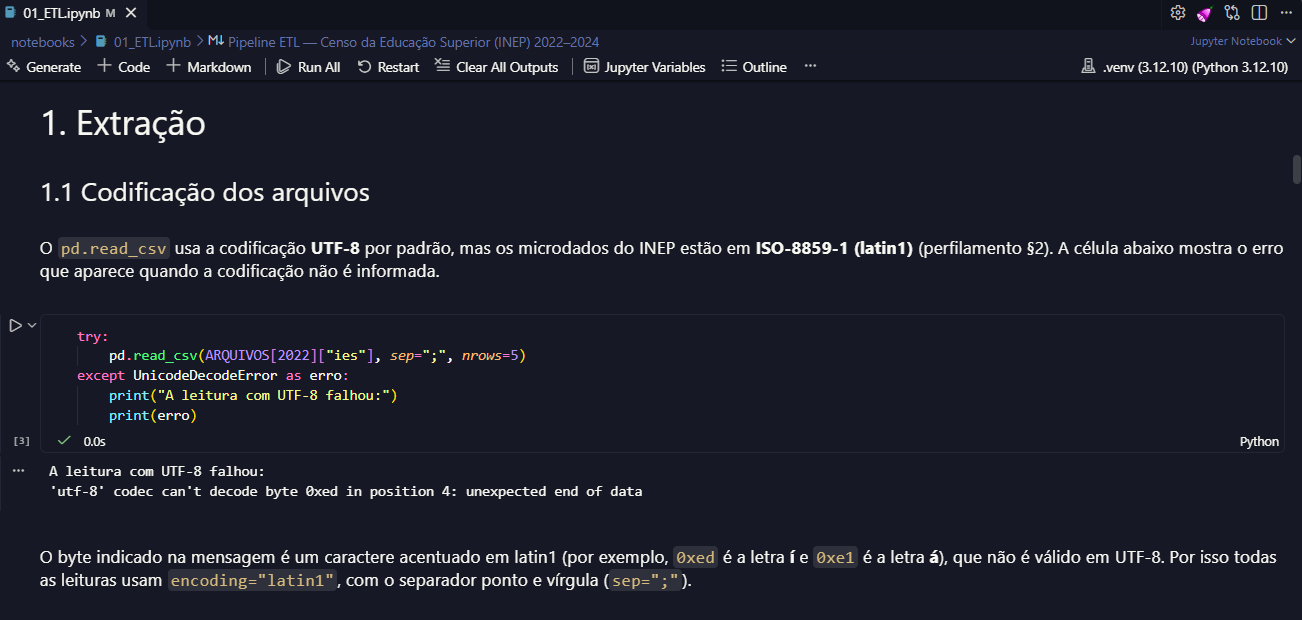 01_ETL.ipynb M
notebooks > 01_ETL.ipynb > M↓ Pipeline ETL — Censo da Educação Superior (INEP) 2022–2024
Jupyter Notebook
Generate + Code + Markdown Run All Restart Clear All Outputs Jupyter Variables Outline ... .venv (3.12.10) (Python 3.12.10)
1. Extração
1.1 Codificação dos arquivos
O pd.read_csv usa a codificação UTF-8 por padrão, mas os microdados do INEP estão em ISO-8859-1 (latin1) (perfilamento §2). A célula abaixo mostra o erro
que aparece quando a codificação não é informada.
try:
    pd.read_csv(ARQUIVOS[2022]["ies"], sep=";", nrows=5)
except UnicodeDecodeError as erro:
    print("A leitura com UTF-8 falhou:")
    print(erro)
[3] 0.0s Python
A leitura com UTF-8 falhou:
'utf-8' codec can't decode byte 0xed in position 4: unexpected end of data
O byte indicado na mensagem é um caractere acentuado em latin1 (por exemplo, 0xed é a letra í e 0xe1 é a letra á), que não é válido em UTF-8. Por isso todas
as leituras usam encoding="latin1", com o separador ponto e vírgula (sep=";").